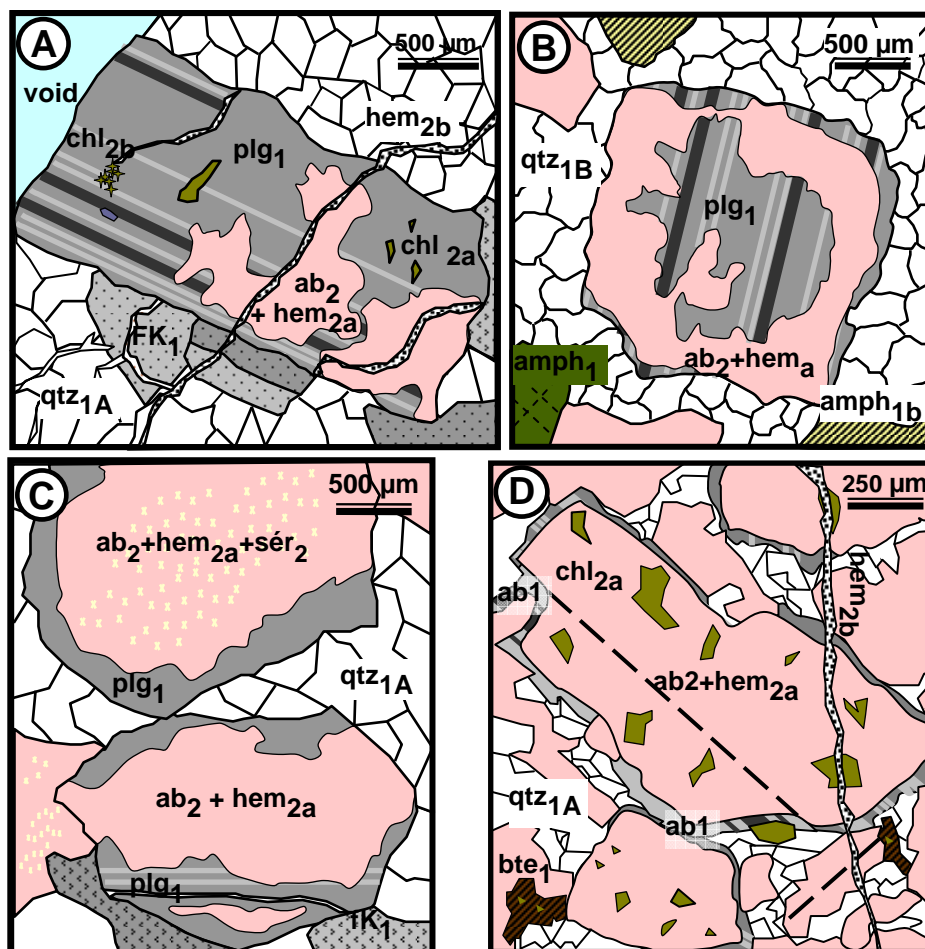 A
500 µm
void
hem2b
chl2b
plg1
chl 2a
ab2
+ hem2a
FK1
qtz1A
B
500 µm
qtz1B
plg1
amph1
ab2+hema
amph1b
C
500 µm
ab2+hem2a+sér2
plg1
qtz1A
ab2 + hem2a
plg1
fK1
D
250 µm
chl2a
ab1
hem2b
ab2+hem2a
qtz1A
ab1
bte1